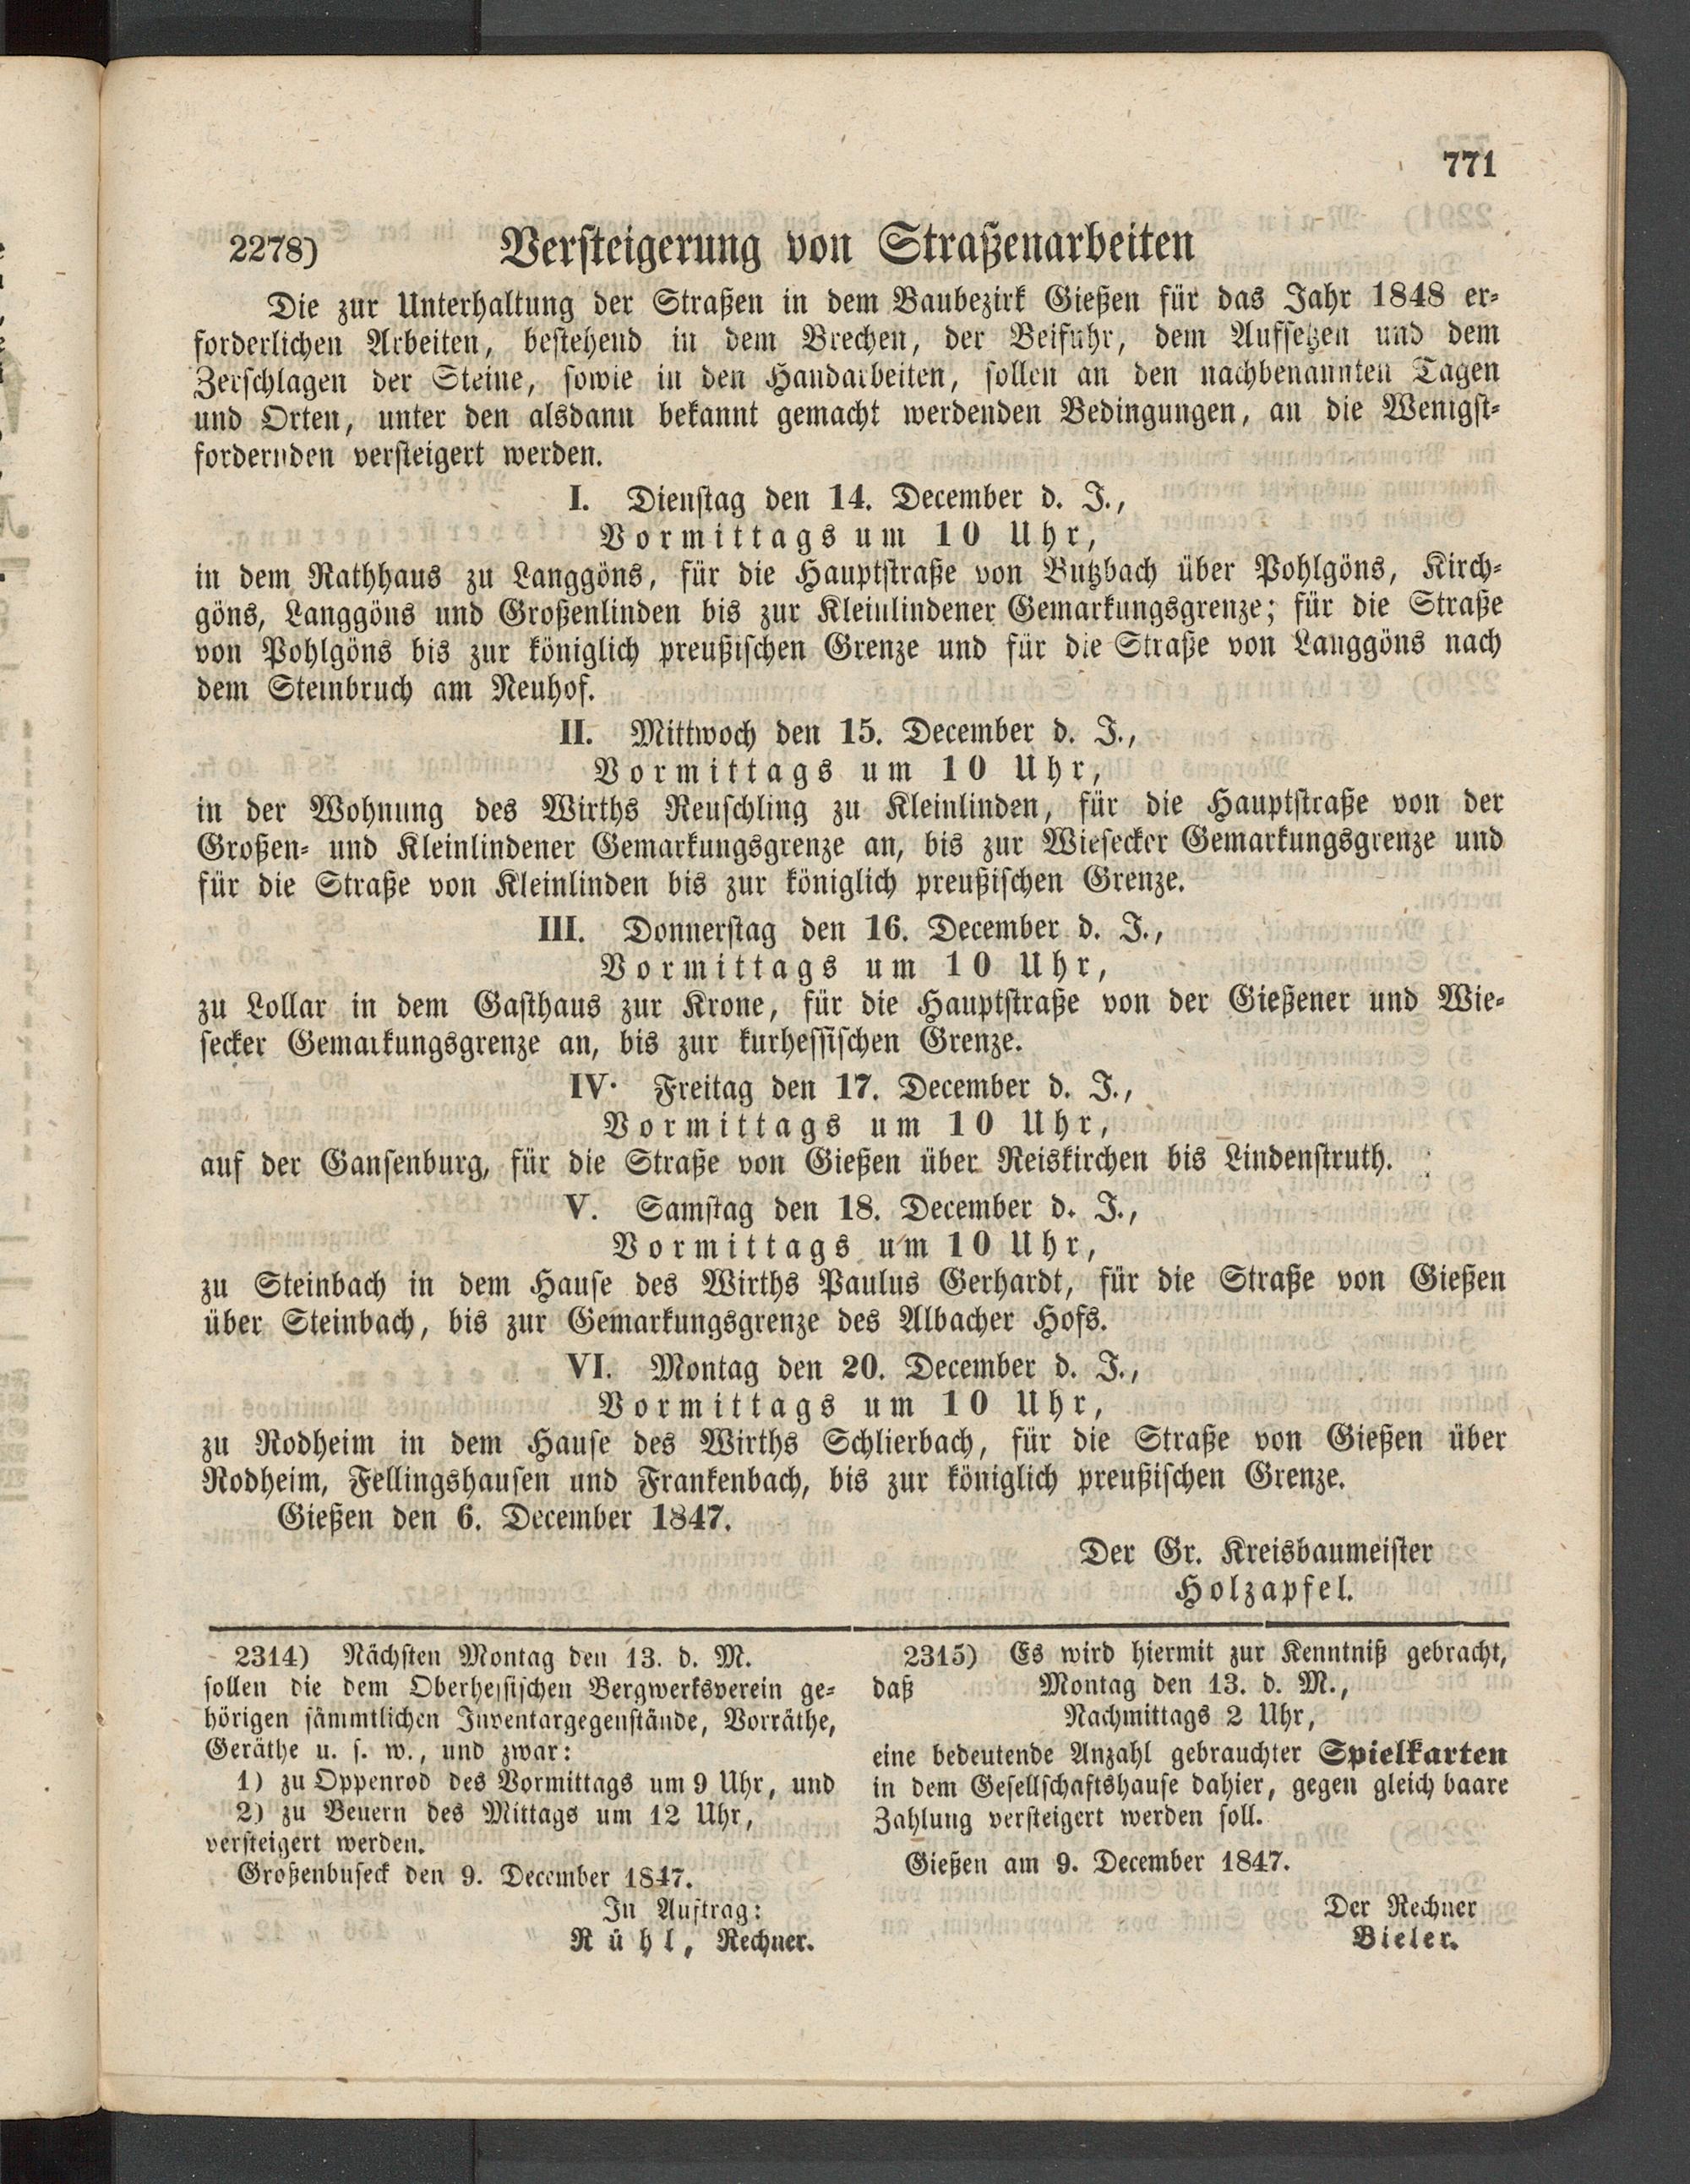 771
2278) Versteigerung von Straßenarbeiten
Die zur Unterhaltung der Straßen in dem Baubezirk Gießen für das Jahr 1848 er-
forderlichen Arbeiten, bestehend in dem Brechen, der Beifuhr, dem Aufsetzen und dem
Zerschlagen der Steine, sowie in den Handarbeiten, sollen an den nachbenannten Tagen
und Orten, unter den alsdann bekannt gemacht werdenden Bedingungen, an die Wenigst-
fordernden versteigert werden.
I. Dienstag den 14. December d. J.,
Vormittags um 10 Uhr,
in dem Rathhaus zu Langgöns, für die Hauptstraße von Butzbach über Pohlgöns, Kirch-
göns, Langgöns und Großenlinden bis zur Kleinlindener Gemarkungsgrenze; für die Straße
von Pohlgöns bis zur königlich preußischen Grenze und für die Straße von Langgöns nach
dem Steinbruch am Neuhof.
II. Mittwoch den 15. December d. J.,
Vormittags um 10 Uhr,
in der Wohnung des Wirths Reuschling zu Kleinlinden, für die Hauptstraße von der
Großen- und Kleinlindener Gemarkungsgrenze an, bis zur Wiesecker Gemarkungsgrenze und
für die Straße von Kleinlinden bis zur königlich preußischen Grenze.
III. Donnerstag den 16. December d. J.,
Vormittags um 10 Uhr,
zu Lollar in dem Gasthaus zur Krone, für die Hauptstraße von der Gießener und Wie-
secker Gemarkungsgrenze an, bis zur kurhessischen Grenze.
IV. Freitag den 17. December d. J.,
Vormittags um 10 Uhr,
auf der Gansenburg, für die Straße von Gießen über Reiskirchen bis Lindenstruth.
V. Samstag den 18. December d. J.,
Vormittags um 10 Uhr,
zu Steinbach in dem Hause des Wirths Paulus Gerhardt, für die Straße von Gießen
über Steinbach, bis zur Gemarkungsgrenze des Albacher Hofs.
VI. Montag den 20. December d. J.,
Vormittags um 10 Uhr,
zu Rodheim in dem Hause des Wirths Schlierbach, für die Straße von Gießen über
Rodheim, Fellingshausen und Frankenbach, bis zur königlich preußischen Grenze.
Gießen den 6. December 1847.
Der Gr. Kreisbaumeister
Holzapfel.
2314) Nächsten Montag den 13. d. M.
sollen die dem Oberhessischen Bergwerksverein ge-
hörigen sämmtlichen Inventargegenstände, Vorräthe,
Geräthe u. s. w., und zwar:
1) zu Oppenrod des Vormittags um 9 Uhr, und
2) zu Beuern des Mittags um 12 Uhr,
versteigert werden.
Großenbuseck den 9. December 1847.
In Auftrag:
Rühl, Rechner.
2315) Es wird hiermit zur Kenntniß gebracht,
daß Montag den 13. d. M.,
Nachmittags 2 Uhr,
eine bedeutende Anzahl gebrauchter Spielkarten
in dem Gesellschaftshause dahier, gegen gleich baare
Zahlung versteigert werden soll.
Gießen am 9. December 1847.
Der Rechner
Bieler.